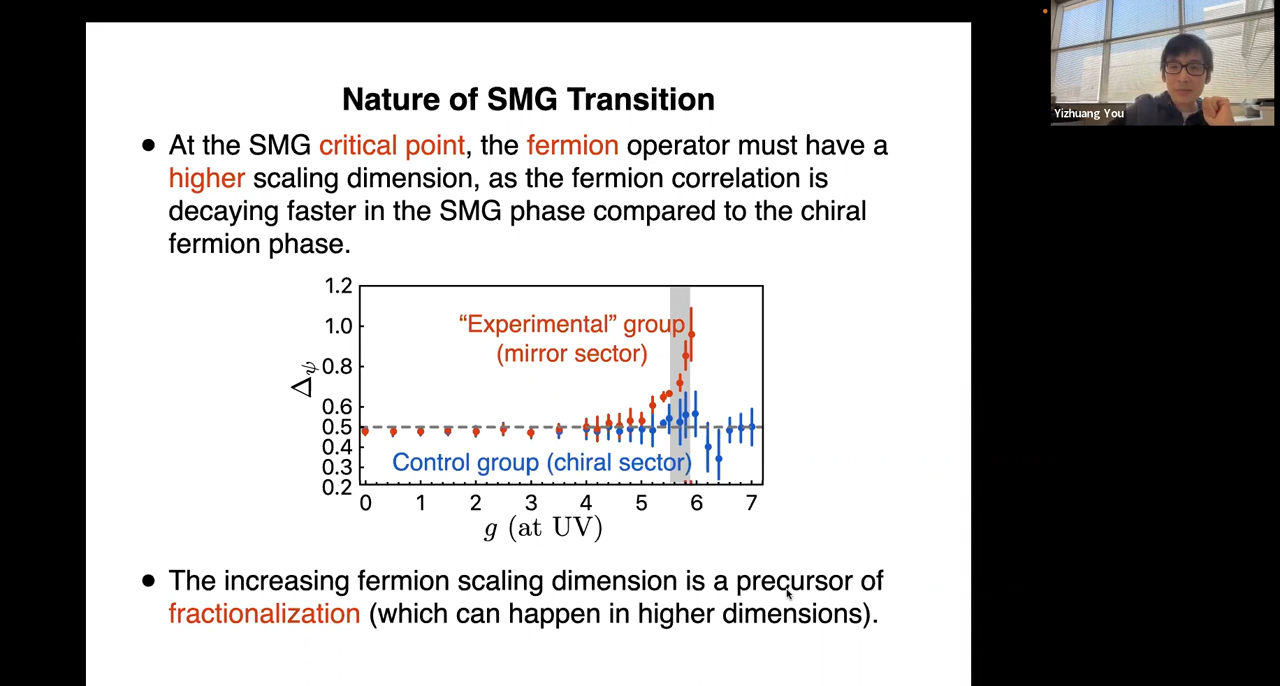 Nature of SMG Transition
• At the SMG critical point, the fermion operator must have a
higher scaling dimension, as the fermion correlation is
decaying faster in the SMG phase compared to the chiral
fermion phase.
1.2
1.0
0.8
0.6
0.5
0.4
0.3
0.2
Δψ
“Experimental” group
(mirror sector)
Control group (chiral sector)
0 1 2 3 4 5 6 7
g (at UV)
• The increasing fermion scaling dimension is a precursor of
fractionalization (which can happen in higher dimensions).
Yizhuang You